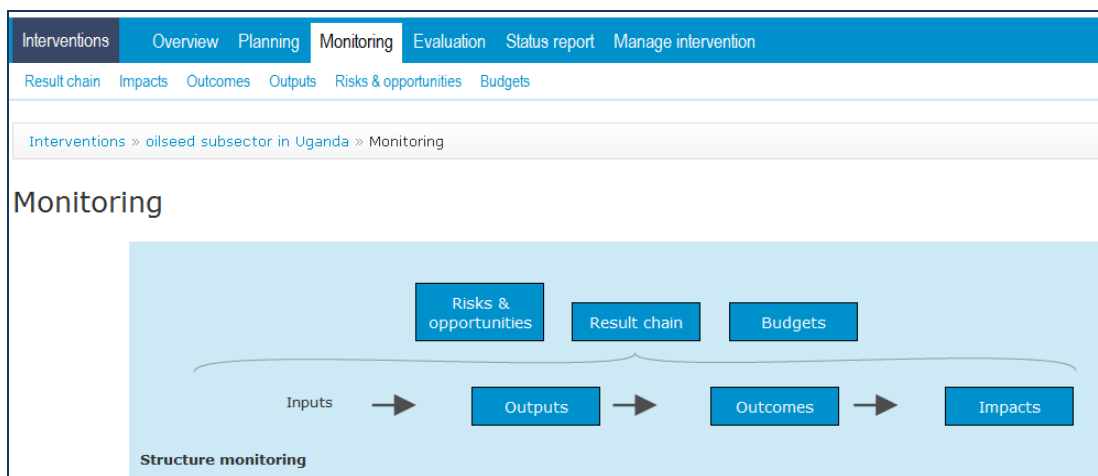 Interventions Overview Planning Monitoring Evaluation Status report Manage intervention
Result chain Impacts Outcomes Outputs Risks & opportunities Budgets
Interventions » oilseed subsector in Uganda » Monitoring
Monitoring
Risks &
opportunities
Result chain
Budgets
Inputs
Outputs
Outcomes
Impacts
Structure monitoring